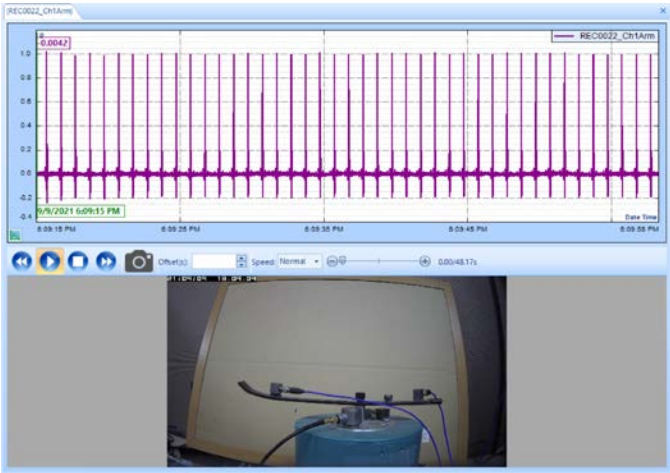 REC0022_Ch1Arm
-0.0042
REC0022_Ch1Arm
1.0
0.8
0.6
0.4
0.2
0.0
-0.2
-0.4
9/9/2021 6:09:15 PM
Date Time
6:09:15 PM
6:09:25 PM
6:09:35 PM
6:09:45 PM
6:09:55 PM
Offset(s):
Speed:
Normal
0.00/48.17s